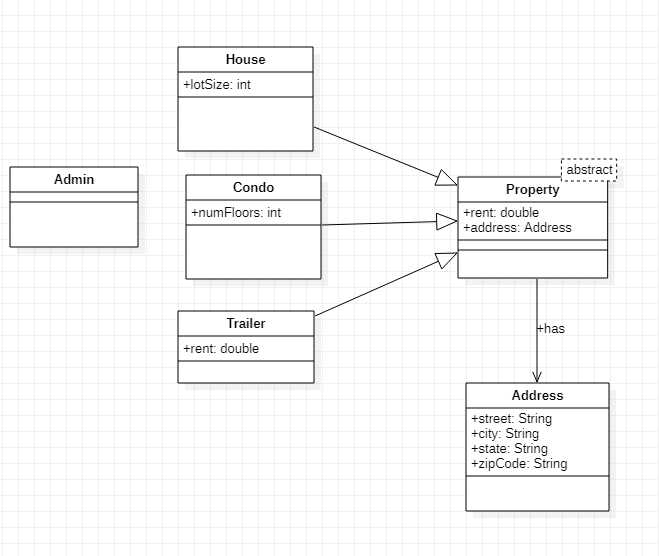 House
+lotSize: int
Admin
Condo
+numFloors: int
Trailer
+rent: double
abstract
Property
+rent: double
+address: Address
+has
Address
+street: String
+city: String
+state: String
+zipCode: String